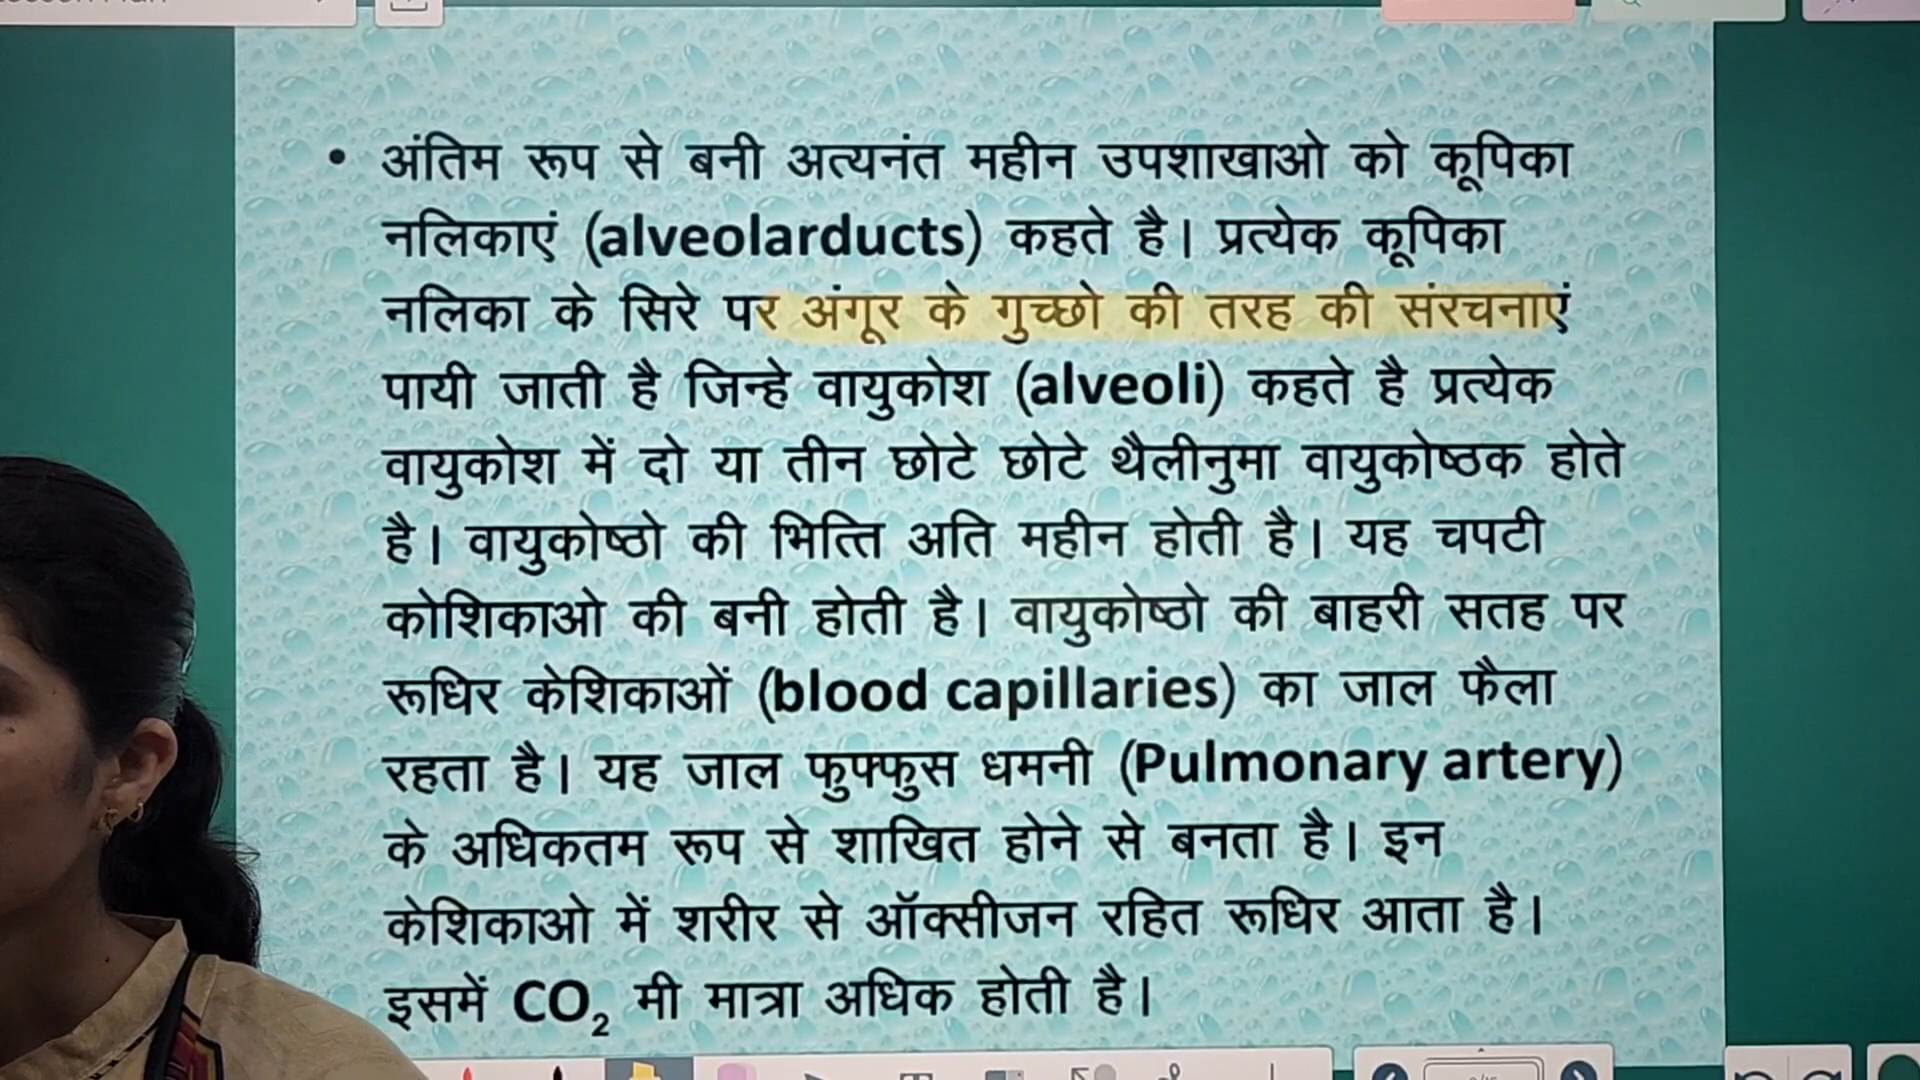 • अंतिम रूप से बनी अत्यनंत महीन उपशाखाओ को कूपिका
नलिकाएं (alveolarducts) कहते है। प्रत्येक कूपिका
नलिका के सिरे पर अंगूर के गुच्छो की तरह की संरचनाएं
पायी जाती है जिन्हे वायुकोश (alveoli) कहते है प्रत्येक
वायुकोश में दो या तीन छोटे छोटे थैलीनुमा वायुकोष्ठक होते
है। वायुकोष्ठो की भित्ति अति महीन होती है। यह चपटी
कोशिकाओ की बनी होती है। वायुकोष्ठो की बाहरी सतह पर
रूधिर केशिकाओं (blood capillaries) का जाल फैला
रहता है। यह जाल फुफ्फुस धमनी (Pulmonary artery)
के अधिकतम रूप से शाखित होने से बनता है। इन
केशिकाओ में शरीर से ऑक्सीजन रहित रूधिर आता है।
इसमें CO₂ मी मात्रा अधिक होती है।